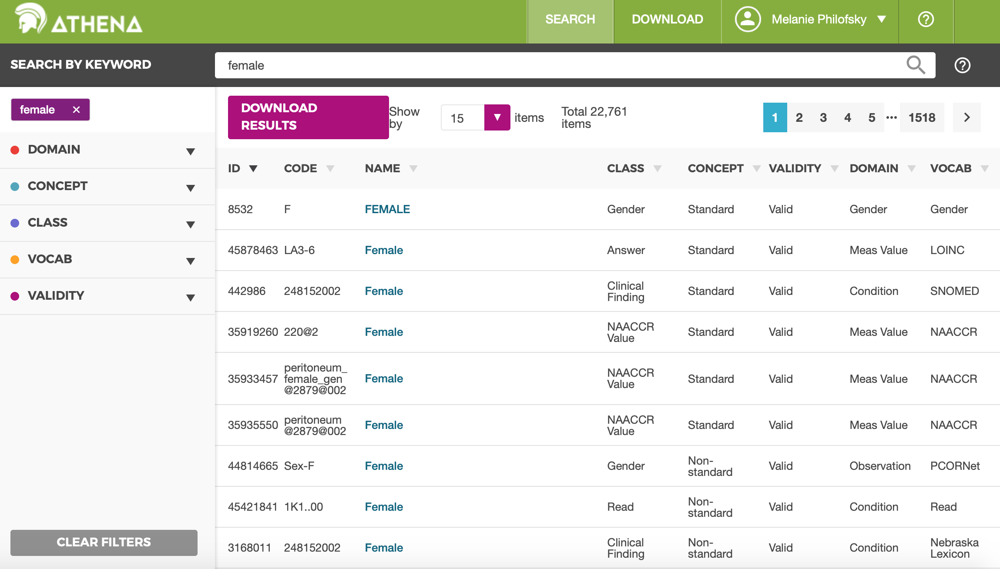 ATHENA
SEARCH
DOWNLOAD
Melanie Philofsky
?
SEARCH BY KEYWORD
female
?
female ×
DOWNLOAD
RESULTS
Show
by
15
items
Total 22,761
items
1 2 3 4 5 ... 1518 >
DOMAIN
CONCEPT
CLASS
VOCAB
VALIDITY
CLEAR FILTERS
ID CODE NAME CLASS CONCEPT VALIDITY DOMAIN VOCAB
8532 F FEMALE Gender Standard Valid Gender Gender
45878463 LA3-6 Female Answer Standard Valid Meas Value LOINC
442986 248152002 Female Clinical
Finding Standard Valid Condition SNOMED
35919260 220@2 Female NAACCR
Value Standard Valid Meas Value NAACCR
35933457 peritoneum_
female_gen
@2879@002 Female NAACCR
Value Standard Valid Meas Value NAACCR
35935550 peritoneum
@2879@002 Female NAACCR
Value Standard Valid Meas Value NAACCR
44814665 Sex-F Female Gender Non-
standard Valid Observation PCORNet
45421841 1K1..00 Female Read Non-
standard Valid Condition Read
3168011 248152002 Female Clinical
Finding Non-
standard Valid Condition Nebraska
Lexicon